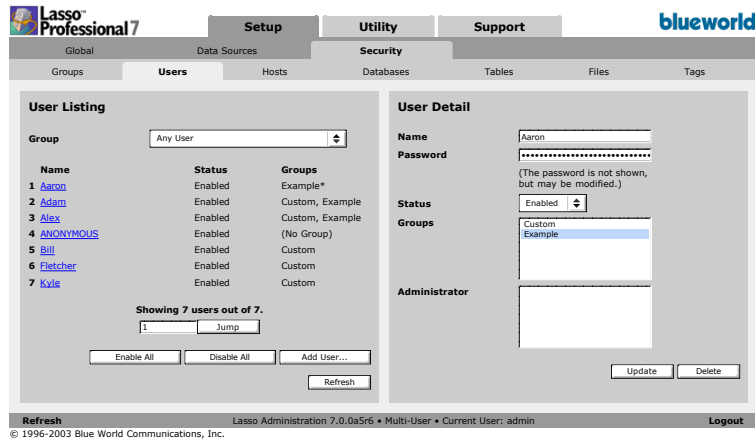 Lasso™
Professional 7
Setup Utility Support
blueworld
Global Data Sources Security
Groups Users Hosts Databases Tables Files Tags
User Listing
Group Any User
Name Status Groups
1 Aaron Enabled Example*
2 Adam Enabled Custom, Example
3 Alex Enabled Custom, Example
4 ANONYMOUS Enabled (No Group)
5 Bill Enabled Custom
6 Fletcher Enabled Custom
7 Kyle Enabled Custom
Showing 7 users out of 7.
1 Jump
Enable All Disable All Add User...
Refresh
User Detail
Name Aaron
Password
(The password is not shown,
but may be modified.)
Status Enabled
Groups Custom
Example
Administrator
Update Delete
Refresh Lasso Administration 7.0.0a5r6 • Multi-User • Current User: admin Logout
© 1996-2003 Blue World Communications, Inc.